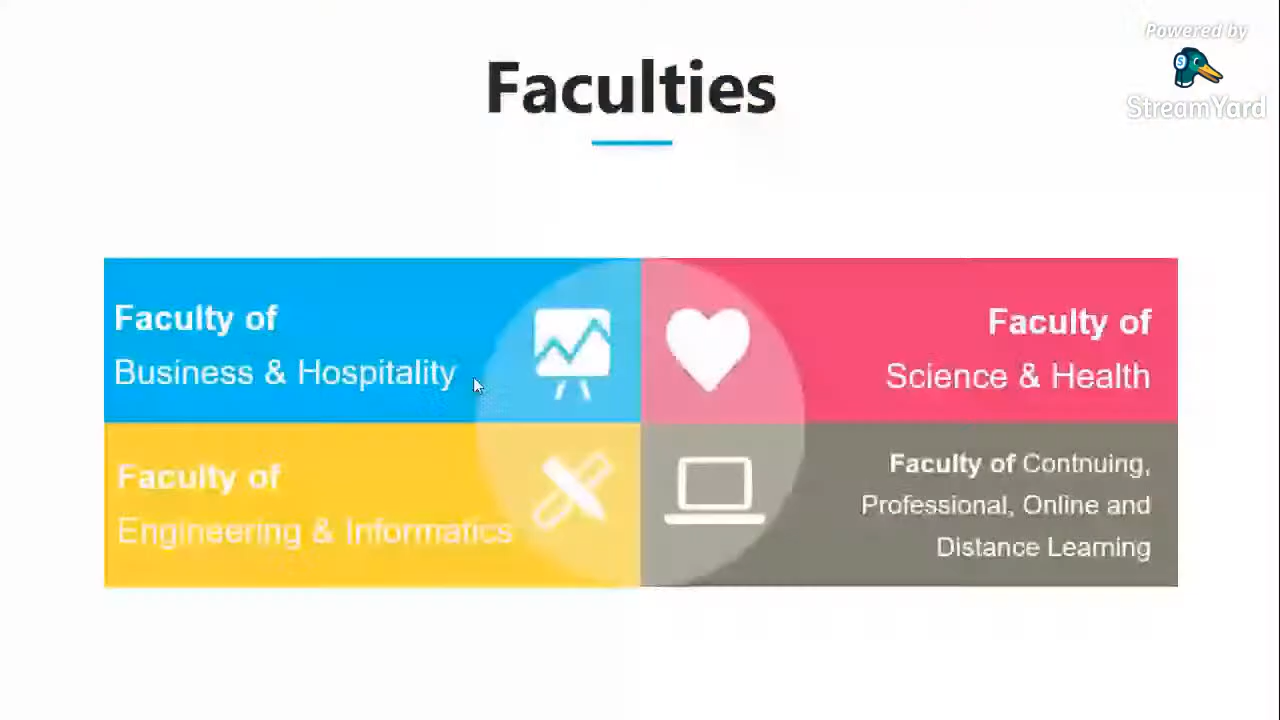 Powered by
StreamYard
Faculties
Faculty of
Business & Hospitality
Faculty of
Science & Health
Faculty of
Engineering & Informatics
Faculty of Contnuing,
Professional, Online and
Distance Learning